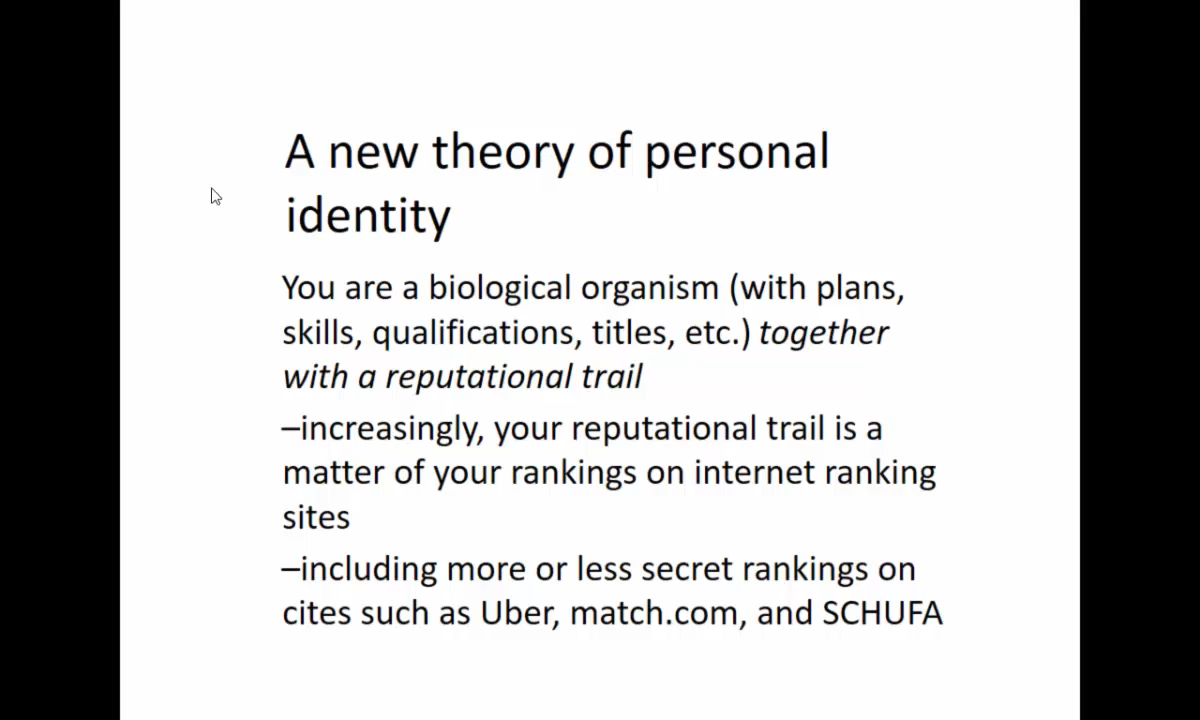 A new theory of personal
identity
You are a biological organism (with plans,
skills, qualifications, titles, etc.) together
with a reputational trail
–increasingly, your reputational trail is a
matter of your rankings on internet ranking
sites
–including more or less secret rankings on
cites such as Uber, match.com, and SCHUFA